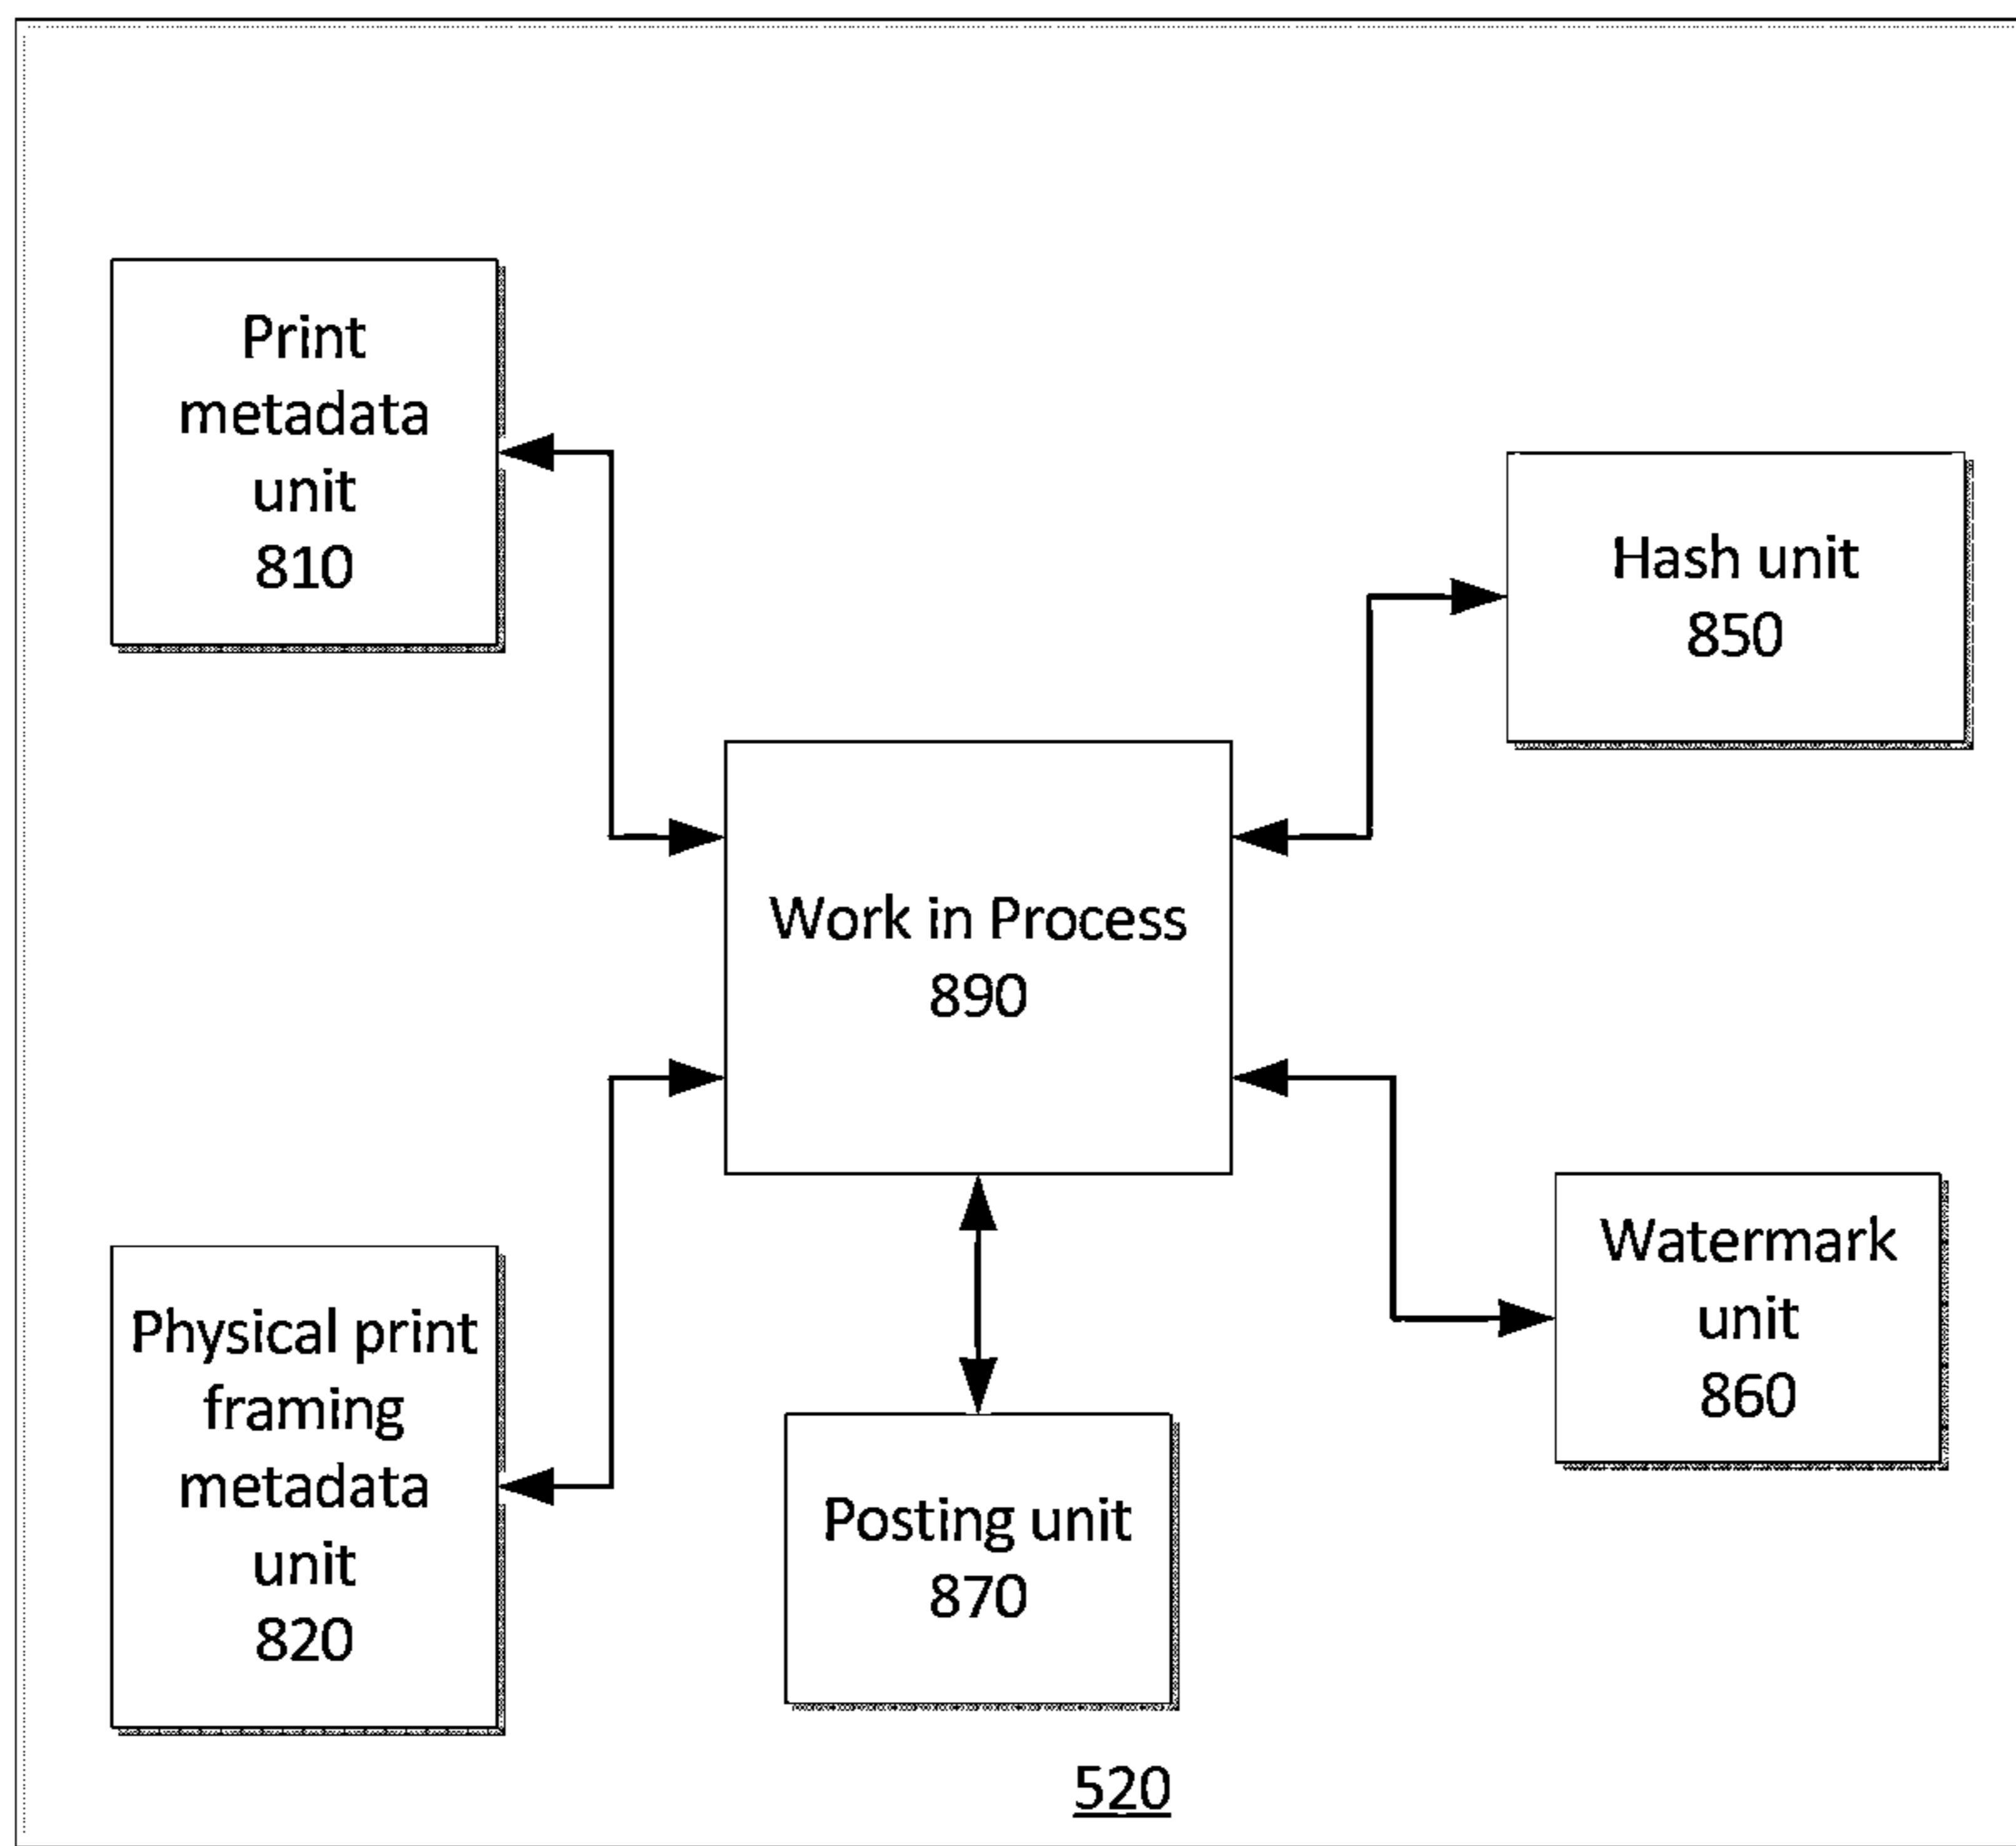 Print
metadata
unit
810
Hash unit
850
Work in Process
890
Watermark
unit
860
Physical print
framing
metadata
unit
820
Posting unit
870
520